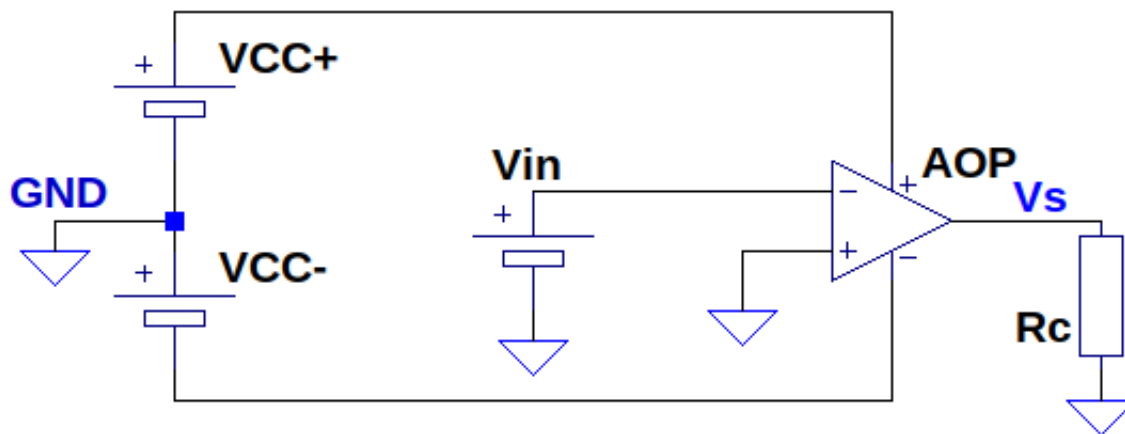 VCC+
GND
VCC-
Vin
AOP
Vs
Rc